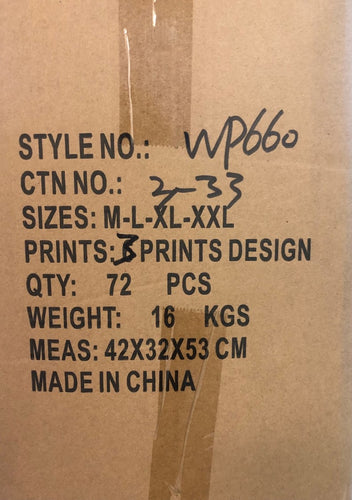 STYLE NO.: WP660
CTN NO.: 2-33
SIZES: M-L-XL-XXL
PRINTS: 3 PRINTS DESIGN
QTY: 72 PCS
WEIGHT: 16 KGS
MEAS: 42X32X53 CM
MADE IN CHINA